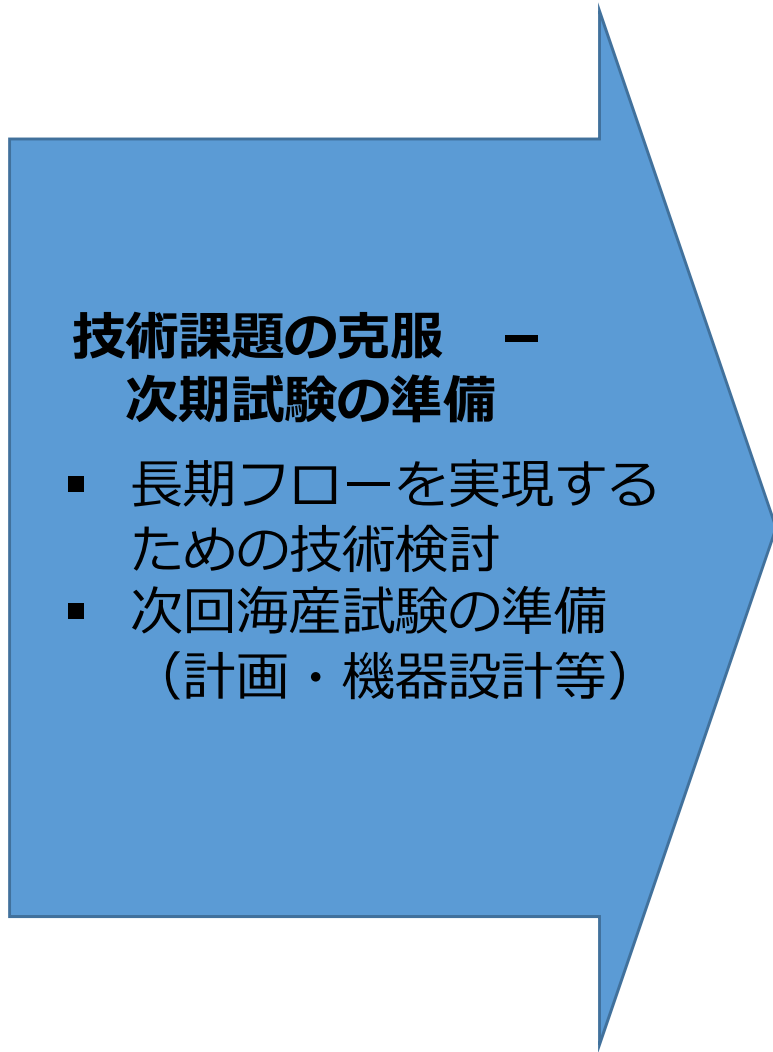 技術課題の克服　–
次期試験の準備
▪ 長期フローを実現する
ための技術検討
▪ 次回海産試験の準備
（計画・機器設計等）